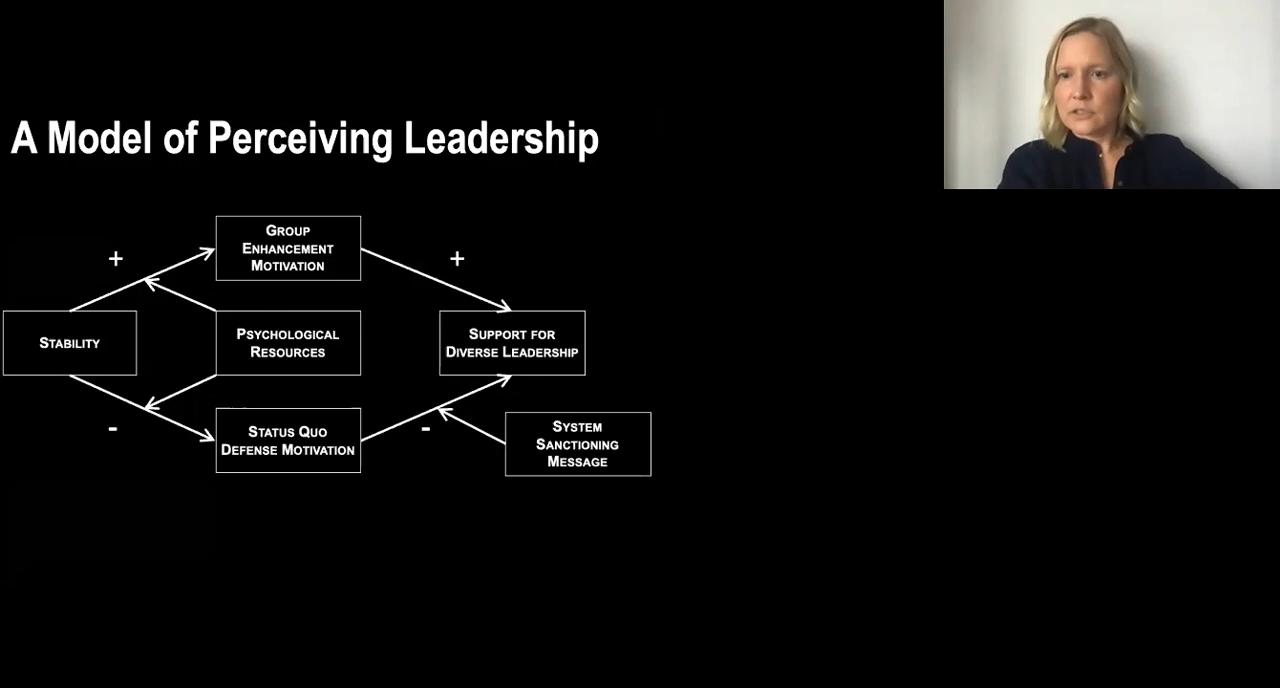 A Model of Perceiving Leadership
+
GROUP
ENHANCEMENT
MOTIVATION
+
STABILITY
PSYCHOLOGICAL
RESOURCES
SUPPORT FOR
DIVERSE LEADERSHIP
-
STATUS QUO
DEFENSE MOTIVATION
-
SYSTEM
SANCTIONING
MESSAGE